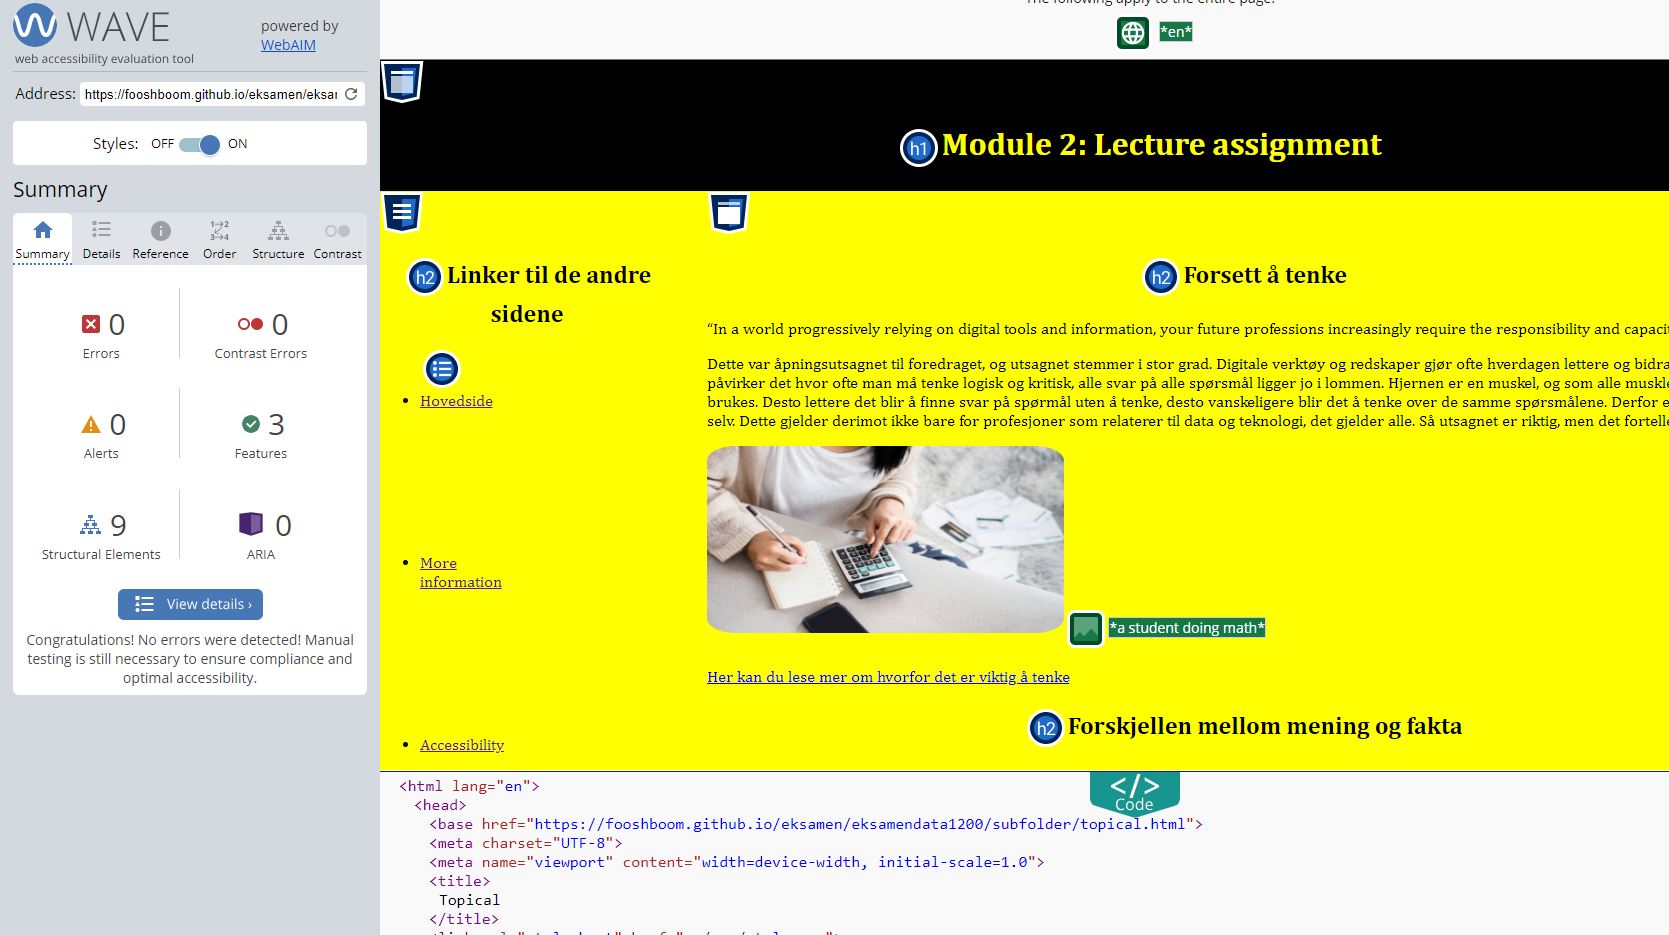 WAVE
web accessibility evaluation tool
powered by
WebAIM
Address: https://fooshboom.github.io/eksamen/eksar
Styles: OFF ON
Summary
Summary Details Reference Order Structure Contrast
0 Errors
0 Contrast Errors
0 Alerts
3 Features
9 Structural Elements
0 ARIA
View details ›
Congratulations! No errors were detected! Manual
testing is still necessary to ensure compliance and
optimal accessibility.
The following apply to the entire page:
*en*
h1 Module 2: Lecture assignment
h2 Linker til de andre
sidene
Hovedside
More
information
Accessibility
h2 Forsett å tenke
“In a world progressively relying on digital tools and information, your future professions increasingly require the responsibility and capacit
Dette var åpningsutsagnet til foredraget, og utsagnet stemmer i stor grad. Digitale verktøy og redskaper gjør ofte hverdagen lettere og bidra
påvirker det hvor ofte man må tenke logisk og kritisk, alle svar på alle spørsmål ligger jo i lommen. Hjernen er en muskel, og som alle muskle
brukes. Desto lettere det blir å finne svar på spørmål uten å tenke, desto vanskeligere blir det å tenke over de samme spørsmålene. Derfor e
selv. Dette gjelder derimot ikke bare for profesjoner som relaterer til data og teknologi, det gjelder alle. Så utsagnet er riktig, men det fortelle
*a student doing math*
Her kan du lese mer om hvorfor det er viktig å tenke
h2 Forskjellen mellom mening og fakta
</>
Code
<html lang="en">
<head>
<base href="https://fooshboom.github.io/eksamen/eksamendata1200/subfolder/topical.html">
<meta charset="UTF-8">
<meta name="viewport" content="width=device-width, initial-scale=1.0">
<title>
Topical
</title>